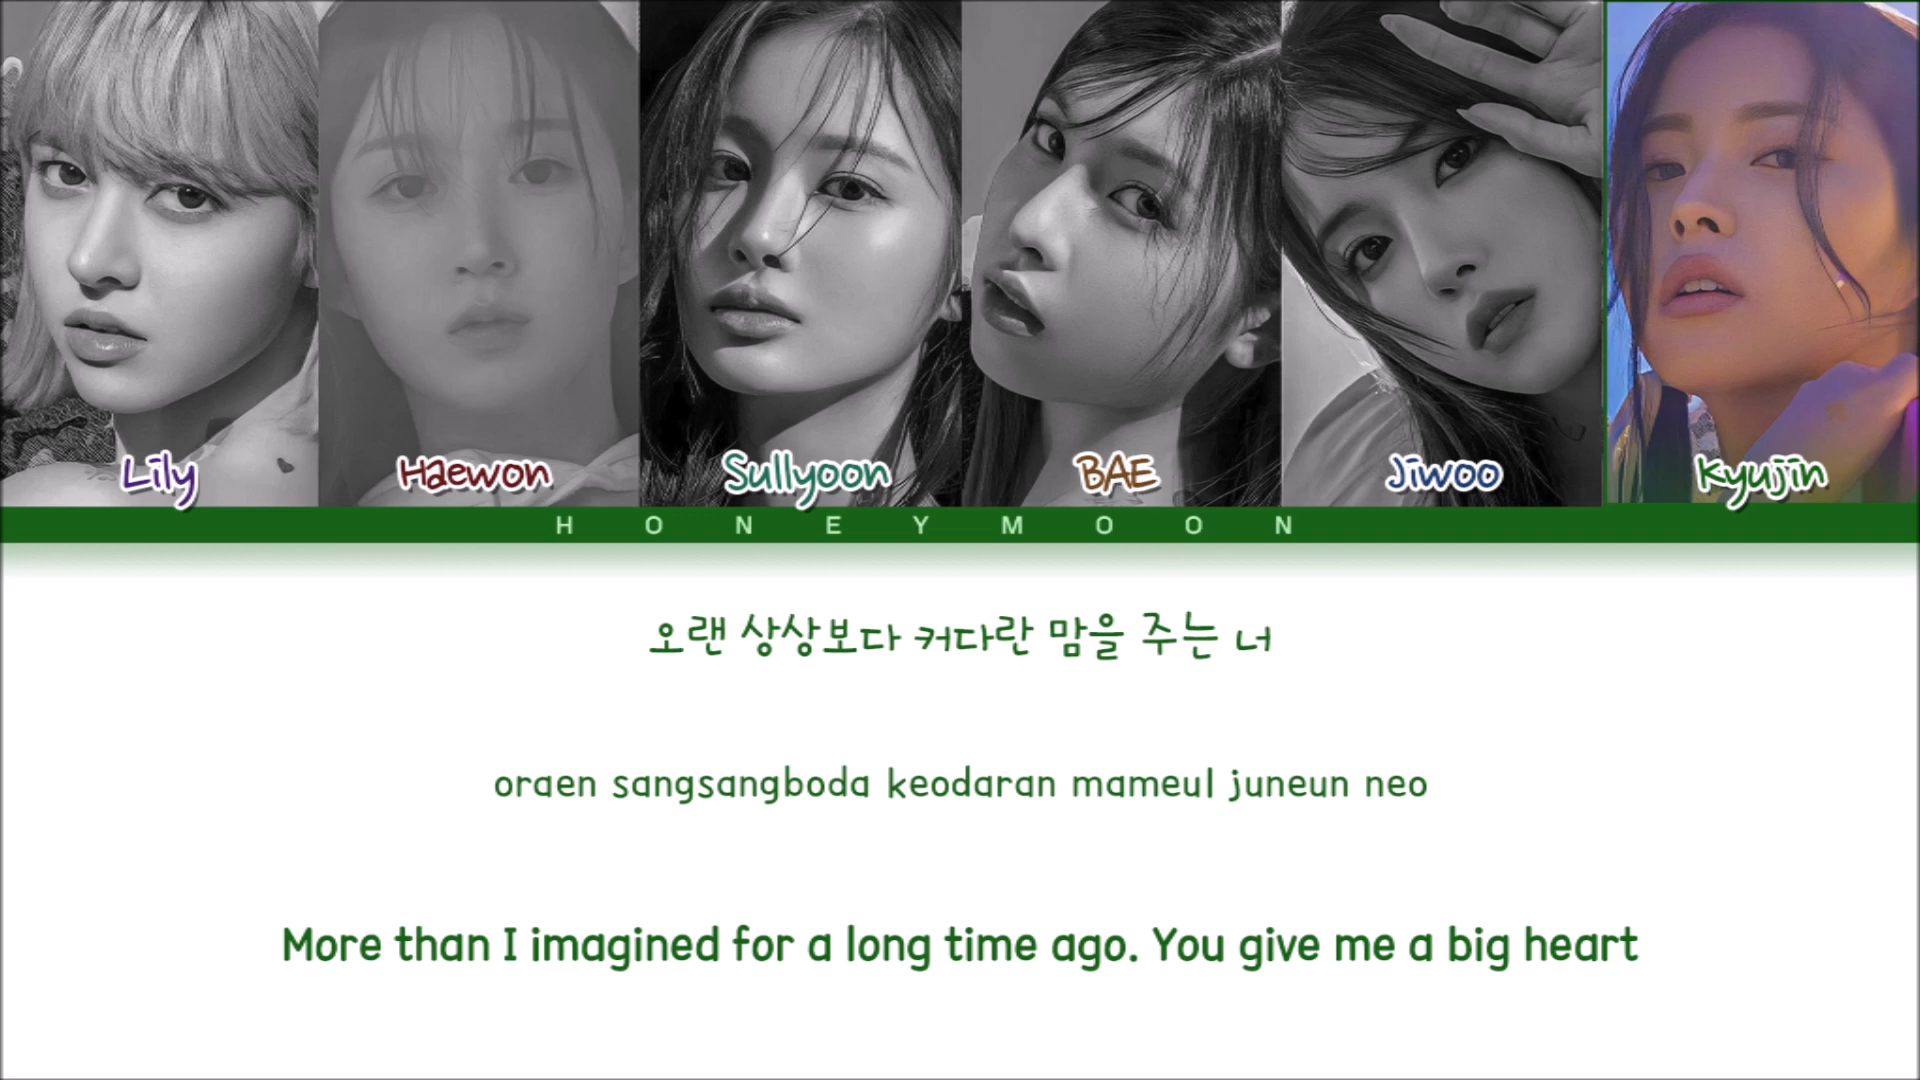 Lily
Haewon
Sullyoon
BAE
Jiwoo
Kyujin
HONEYMOON
오랜 상상보다 커다란 맘을 주는 너
oraen sangsangboda keodaran mameul juneun neo
More than I imagined for a long time ago. You give me a big heart